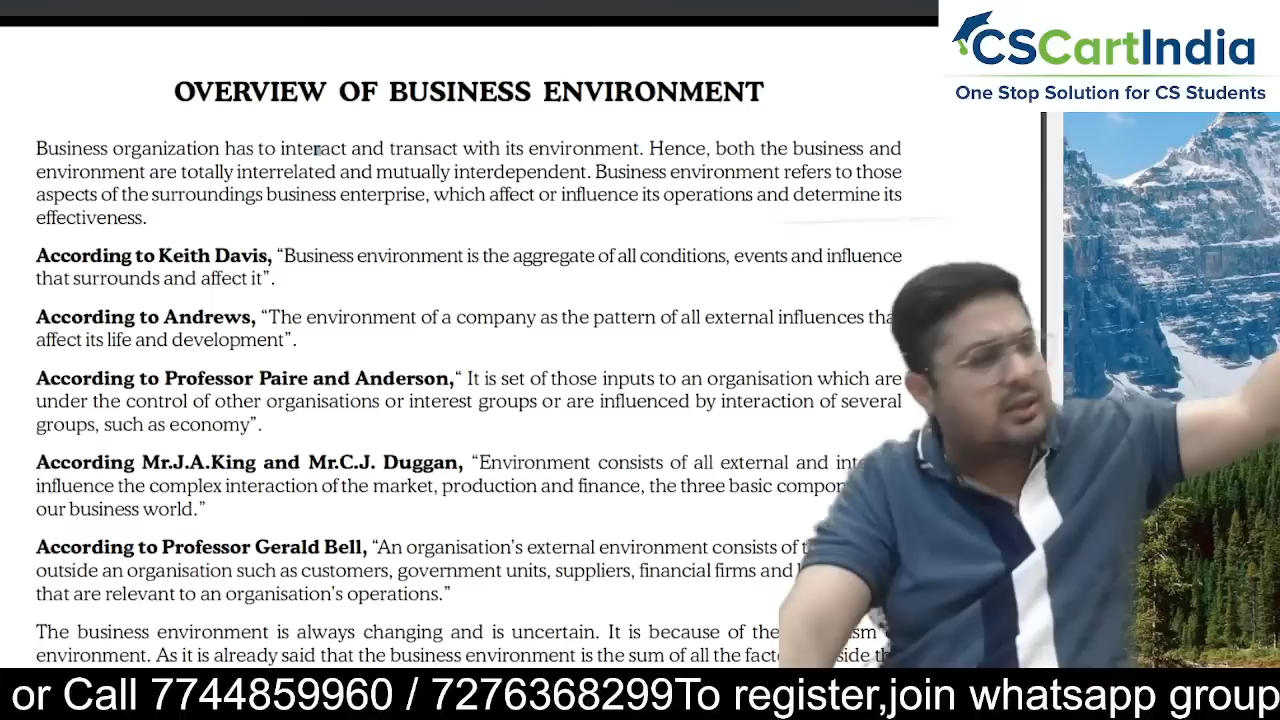 CSCartIndia
One Stop Solution for CS Students
OVERVIEW OF BUSINESS ENVIRONMENT
Business organization has to interact and transact with its environment. Hence, both the business and
environment are totally interrelated and mutually interdependent. Business environment refers to those
aspects of the surroundings business enterprise, which affect or influence its operations and determine its
effectiveness.
According to Keith Davis, “Business environment is the aggregate of all conditions, events and influence
that surrounds and affect it”.
According to Andrews, “The environment of a company as the pattern of all external influences
affect its life and development”.
According to Professor Paire and Anderson,“ It is set of those inputs to an organisation which are
under the control of other organisations or interest groups or are influenced by interaction of several
groups, such as economy”.
According Mr.J.A.King and Mr.C.J. Duggan, “Environment consists of all external and
influence the complex interaction of the market, production and finance, the three basic
our business world.”
According to Professor Gerald Bell, “An organisation’s external environment consists of
outside an organisation such as customers, government units, suppliers, financial firms and
that are relevant to an organisation’s operations.”
The business environment is always changing and is uncertain. It is because of the
environment. As it is already said that the business environment is the sum of all the
or Call 7744859960 / 7276368299To register,join whatsapp group